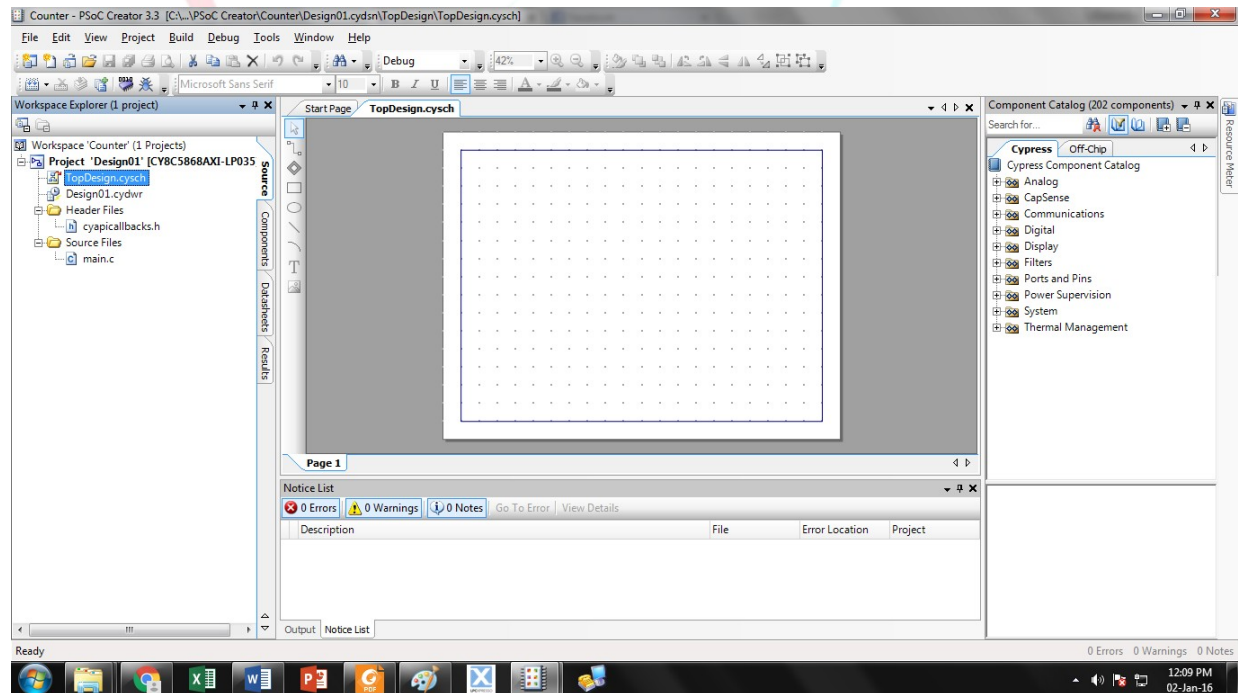 Counter - PSoC Creator 3.3 [C:\...\PSoC Creator\Counter\Design01.cydsn\TopDesign\TopDesign.cysch]
File Edit View Project Build Debug Tools Window Help
Debug 42%
Microsoft Sans Serif 10 B I U A
Workspace Explorer (1 project)
Workspace 'Counter' (1 Projects)
Project 'Design01' [CY8C5868AXI-LP035
TopDesign.cysch
Design01.cydwr
Header Files
cyapicallbacks.h
Source Files
main.c
Source
Components
Datasheets
Results
Start Page TopDesign.cysch
T
Page 1
Notice List
0 Errors 0 Warnings 0 Notes Go To Error View Details
Description File Error Location Project
Output Notice List
Component Catalog (202 components)
Search for...
Cypress Off-Chip
Cypress Component Catalog
Analog
CapSense
Communications
Digital
Display
Filters
Ports and Pins
Power Supervision
System
Thermal Management
Resource Meter
Ready
0 Errors 0 Warnings 0 Notes
12:09 PM
02-Jan-16